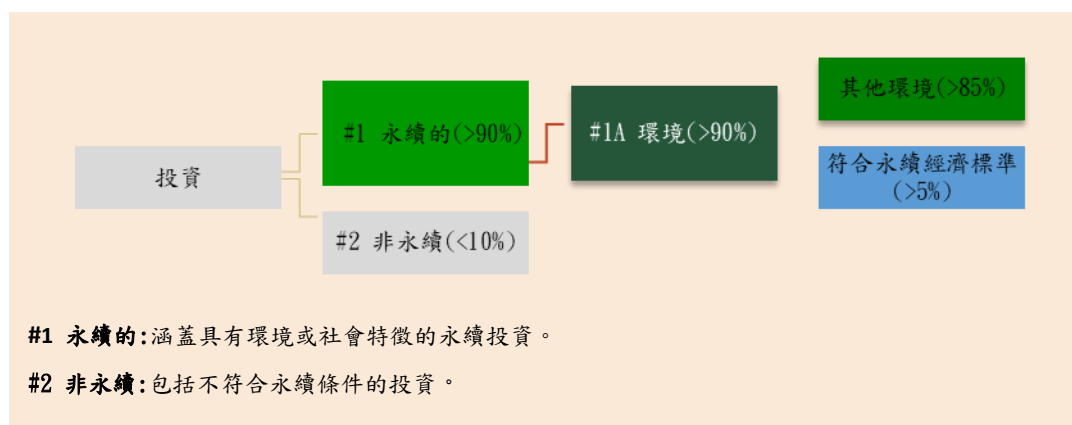 投資
#1 永續的(>90%)
#2 非永續(<10%)
#1A 環境(>90%)
其他環境(>85%)
符合永續經濟標準
(>5%)
#1 永續的:涵蓋具有環境或社會特徵的永續投資。
#2 非永續:包括不符合永續條件的投資。